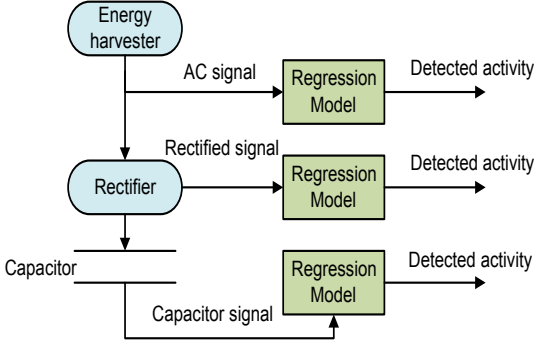 Energy
harvester
AC signal
Regression
Model
Detected activity
Rectified signal
Rectifier
Regression
Model
Detected activity
Capacitor
Regression
Model
Detected activity
Capacitor signal